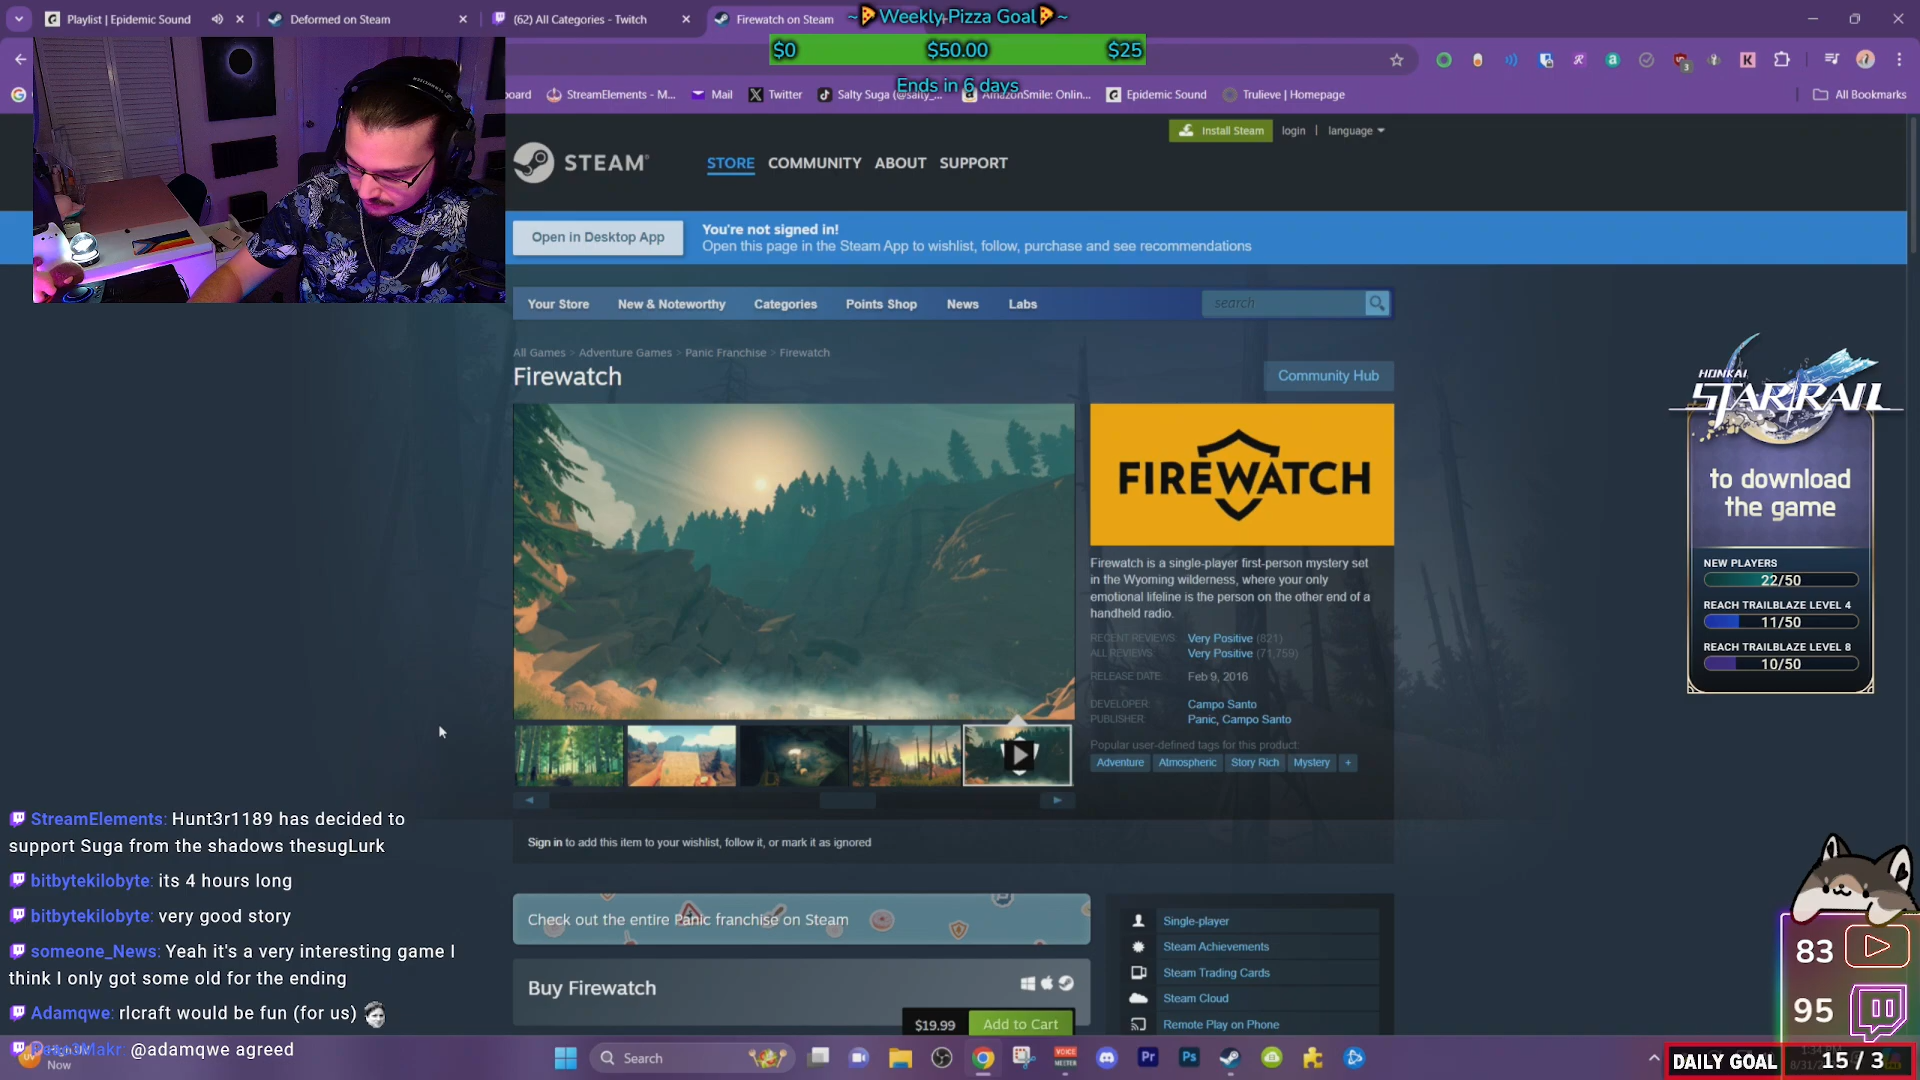 Playlist | Epidemic Sound
Deformed on Steam
(62) All Categories - Twitch
Firewatch on Steam
~🍕Weekly Pizza Goal🍕~
$0 $50.00 $25
Ends in 6 days
StreamElements - M...
Mail
Twitter
Salty Suga (@salty_...
AmazonSmile: Onlin...
Epidemic Sound
Trulieve | Homepage
All Bookmarks
STEAM
STORE COMMUNITY ABOUT SUPPORT
Install Steam login | language
Open in Desktop App
You're not signed in!
Open this page in the Steam App to wishlist, follow, purchase and see recommendations
Your Store New & Noteworthy Categories Points Shop News Labs search
All Games > Adventure Games > Panic Franchise > Firewatch
Firewatch
Community Hub
FIREWATCH
Firewatch is a single-player first-person mystery set
in the Wyoming wilderness, where your only
emotional lifeline is the person on the other end of a
handheld radio.
RECENT REVIEWS: Very Positive (821)
ALL REVIEWS: Very Positive (71,759)
RELEASE DATE: Feb 9, 2016
DEVELOPER: Campo Santo
PUBLISHER: Panic, Campo Santo
Popular user-defined tags for this product:
Adventure Atmospheric Story Rich Mystery +
Sign in to add this item to your wishlist, follow it, or mark it as ignored
Check out the entire Panic franchise on Steam
Buy Firewatch
$19.99 Add to Cart
Single-player
Steam Achievements
Steam Trading Cards
Steam Cloud
Remote Play on Phone
HONKAI
STAR RAIL
to download
the game
NEW PLAYERS
22/50
REACH TRAILBLAZE LEVEL 4
11/50
REACH TRAILBLAZE LEVEL 8
10/50
StreamElements: Hunt3r1189 has decided to
support Suga from the shadows thesugLurk
bitbytekilobyte: its 4 hours long
bitbytekilobyte: very good story
someone_News: Yeah it's a very interesting game I
think I only got some old for the ending
Adamqwe: rlcraft would be fun (for us)
@adamqwe agreed
Now
Search
83
95
DAILY GOAL 15 / 3